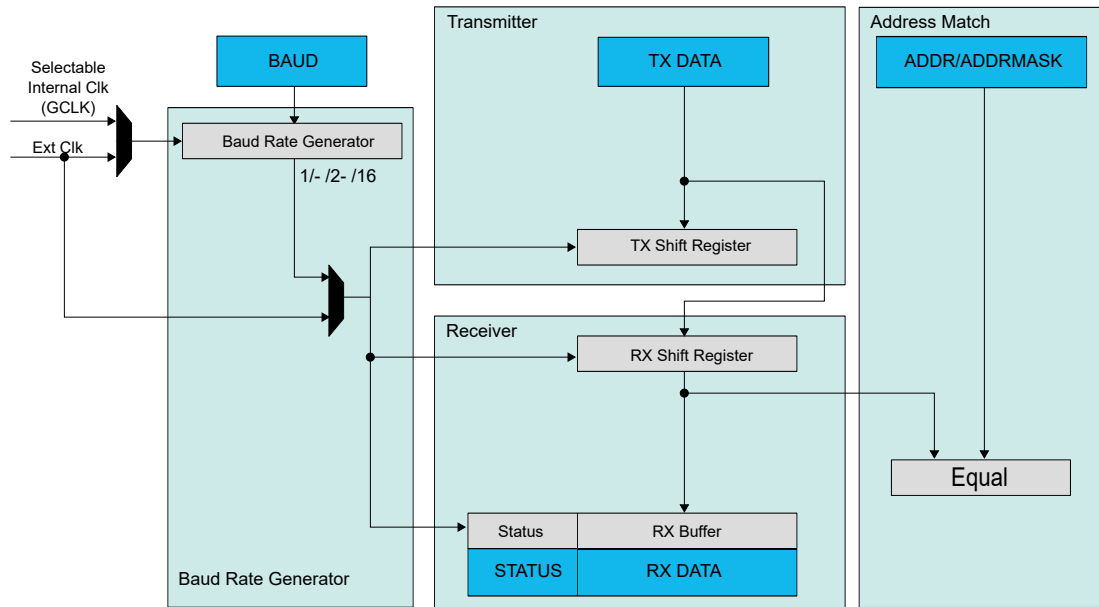 Transmitter
Address Match
BAUD
TX DATA
ADDR/ADDRMASK
Selectable
Internal Clk
(GCLK)
Ext Clk
Baud Rate Generator
1/- /2- /16
TX Shift Register
Receiver
RX Shift Register
Equal
Status
RX Buffer
STATUS
RX DATA
Baud Rate Generator